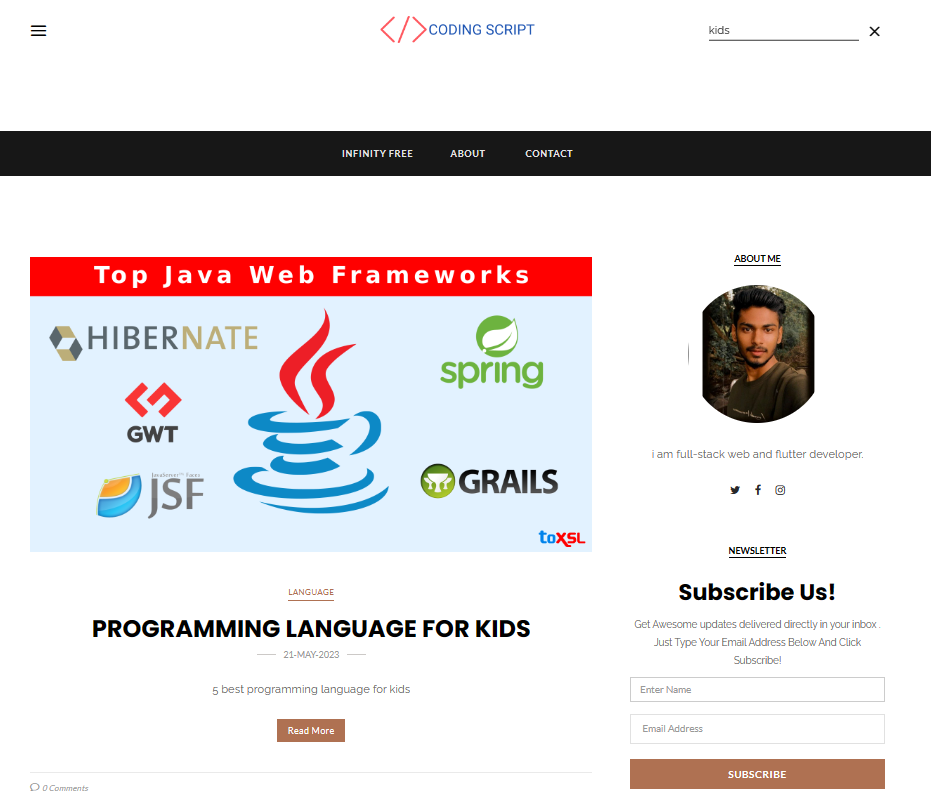 CODING SCRIPT
kids
INFINITY FREE ABOUT CONTACT
Top Java Web Frameworks
HIBERNATE
spring
GWT
JavaServer™ Faces
JSF
GRAILS
toXSL
LANGUAGE
PROGRAMMING LANGUAGE FOR KIDS
21-MAY-2023
5 best programming language for kids
Read More
0 Comments
ABOUT ME
i am full-stack web and flutter developer.
NEWSLETTER
Subscribe Us!
Get Awesome updates delivered directly in your inbox .
Just Type Your Email Address Below And Click
Subscribe!
Enter Name
Email Address
SUBSCRIBE